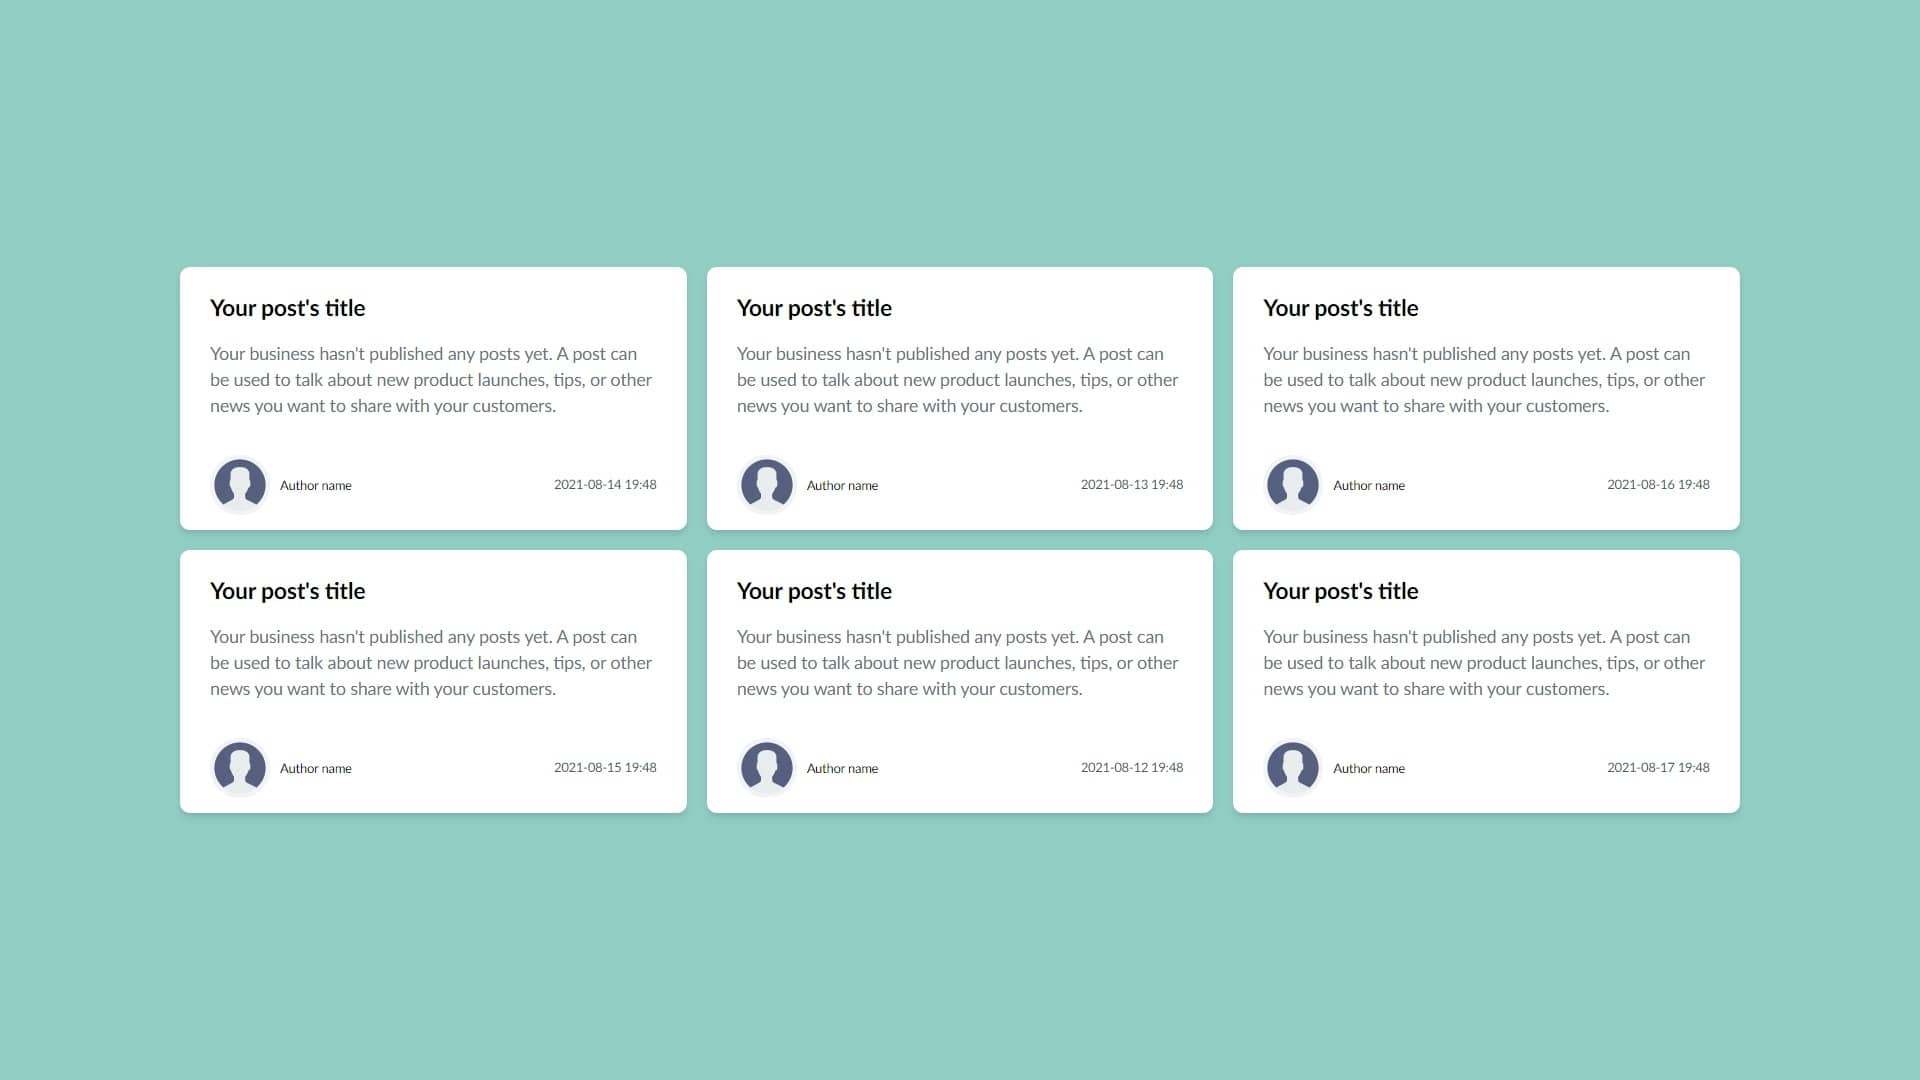 Your post's title
Your business hasn't published any posts yet. A post can
be used to talk about new product launches, tips, or other
news you want to share with your customers.
Author name
2021-08-14 19:48
Your post's title
Your business hasn't published any posts yet. A post can
be used to talk about new product launches, tips, or other
news you want to share with your customers.
Author name
2021-08-13 19:48
Your post's title
Your business hasn't published any posts yet. A post can
be used to talk about new product launches, tips, or other
news you want to share with your customers.
Author name
2021-08-16 19:48
Your post's title
Your business hasn't published any posts yet. A post can
be used to talk about new product launches, tips, or other
news you want to share with your customers.
Author name
2021-08-15 19:48
Your post's title
Your business hasn't published any posts yet. A post can
be used to talk about new product launches, tips, or other
news you want to share with your customers.
Author name
2021-08-12 19:48
Your post's title
Your business hasn't published any posts yet. A post can
be used to talk about new product launches, tips, or other
news you want to share with your customers.
Author name
2021-08-17 19:48